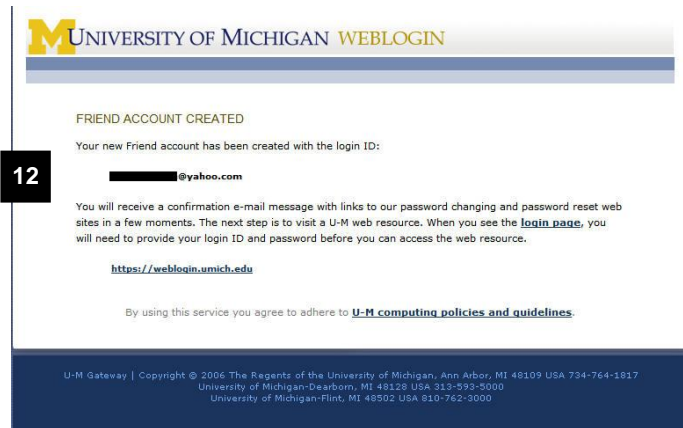 UNIVERSITY OF MICHIGAN WEBLOGIN
FRIEND ACCOUNT CREATED
Your new Friend account has been created with the login ID:
@yahoo.com
12
You will receive a confirmation e-mail message with links to our password changing and password reset web
sites in a few moments. The next step is to visit a U-M web resource. When you see the login page, you
will need to provide your login ID and password before you can access the web resource.
https://weblogin.umich.edu
By using this service you agree to adhere to U-M computing policies and guidelines.
U-M Gateway | Copyright © 2006 The Regents of the University of Michigan, Ann Arbor, MI 48109 USA 734-764-1817
University of Michigan-Dearborn, MI 48128 USA 313-593-5000
University of Michigan-Flint, MI 48502 USA 810-762-3000